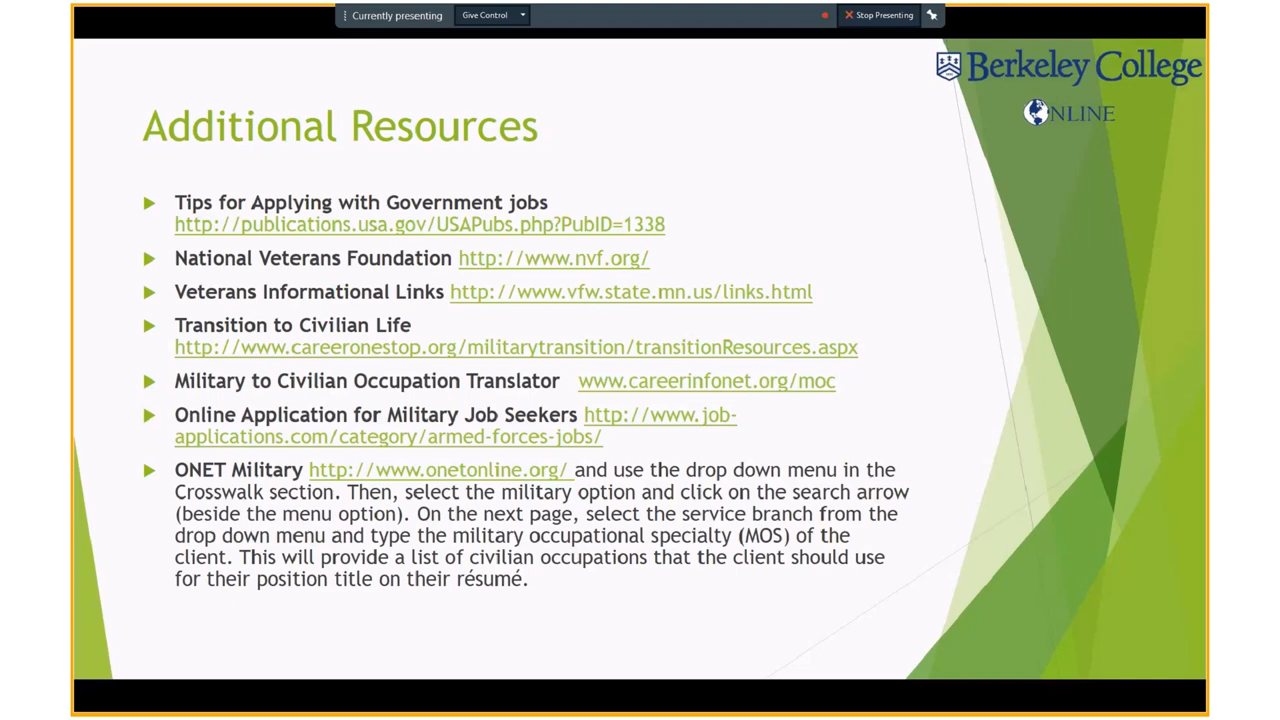 Currently presenting
Give Control
Stop Presenting
Berkeley College
ONLINE
Additional Resources
Tips for Applying with Government jobs
http://publications.usa.gov/USAPubs.php?PubID=1338
National Veterans Foundation http://www.nvf.org/
Veterans Informational Links http://www.vfw.state.mn.us/links.html
Transition to Civilian Life
http://www.careeronestop.org/militarytransition/transitionResources.aspx
Military to Civilian Occupation Translator www.careerinfonet.org/moc
Online Application for Military Job Seekers http://www.job-
applications.com/category/armed-forces-jobs/
ONET Military http://www.onetonline.org/ and use the drop down menu in the
Crosswalk section. Then, select the military option and click on the search arrow
(beside the menu option). On the next page, select the service branch from the
drop down menu and type the military occupational specialty (MOS) of the
client. This will provide a list of civilian occupations that the client should use
for their position title on their résumé.